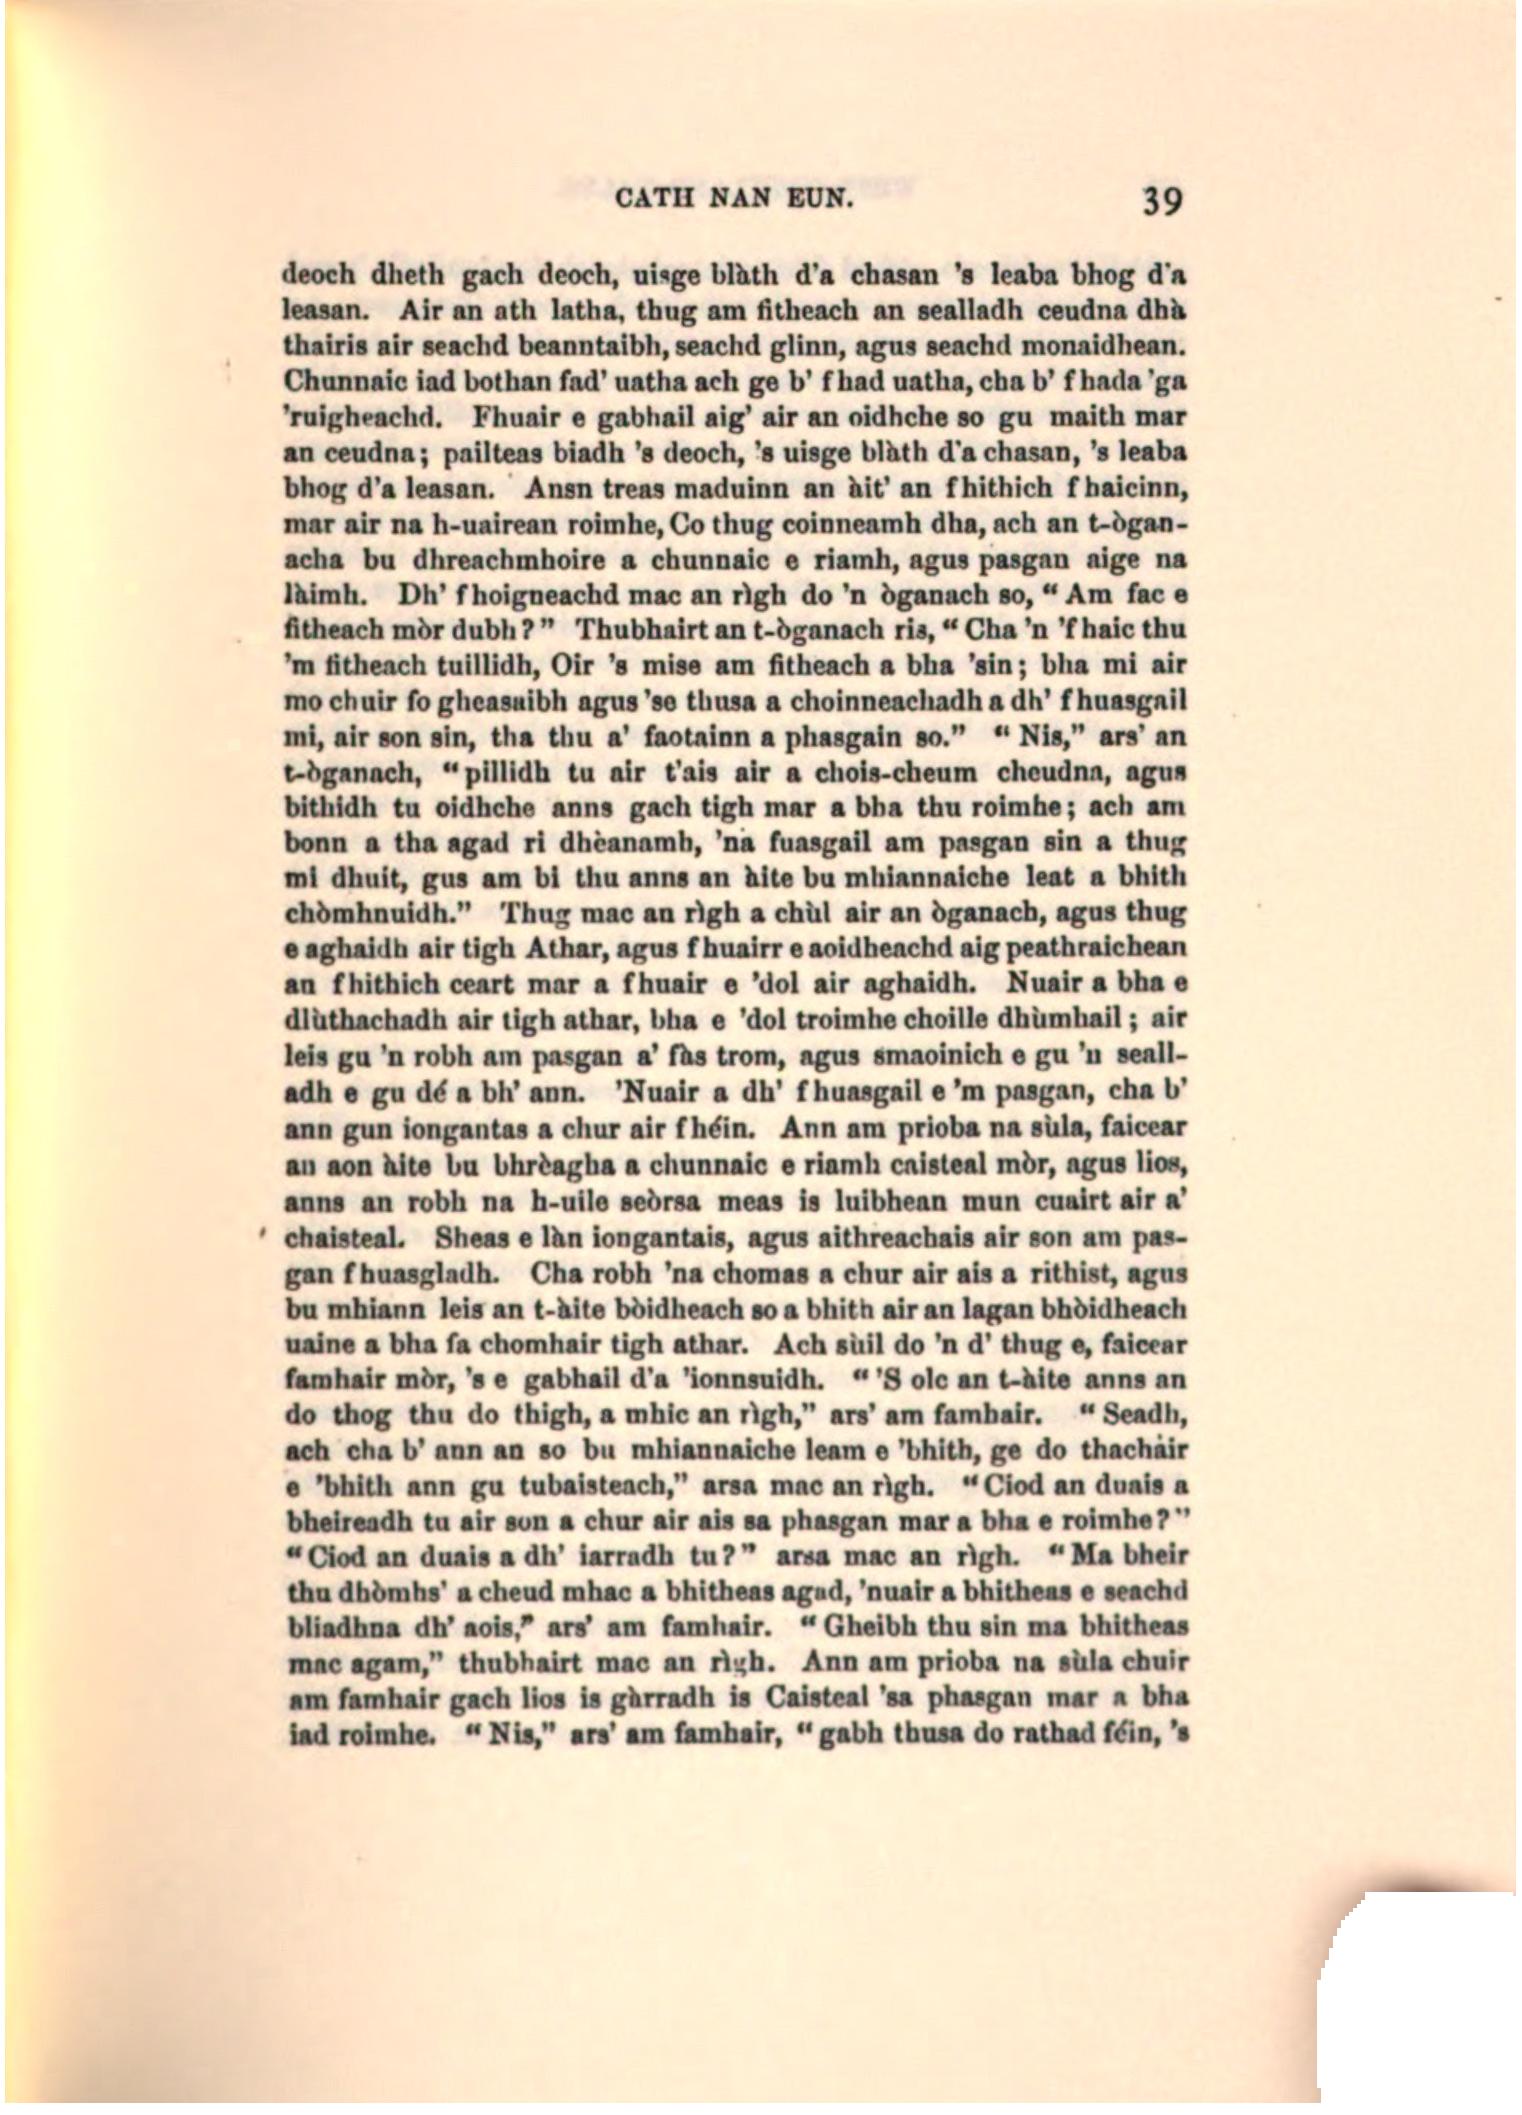 CATH NAN EUN. 39
deoch dheth gach deoch, uisge blàth d'a chasan 's leaba bhog d'a
leasan. Air an ath latha, thug am fitheach an sealladh ceudna dhà
thairis air seachd beanntaibh, seachd glinn, agus seachd monaidhean.
Chunnaic iad bothan fad' uatha ach ge b' fhad uatha, cha b' fhada 'ga
'ruigheachd. Fhuair e gabhail aig' air an oidhche so gu maith mar
an ceudna; pailteas biadh 's deoch, 's uisge blàth d'a chasan, 's leaba
bhog d'a leasan. Ansn treas maduinn an àit' an fhithich fhaicinn,
mar air na h-uairean roimhe, Co thug coinneamh dha, ach an t-ògan-
acha bu dhreachmhoire a chunnaic e riamh, agus pasgan aige na
làimh. Dh' fhoigneachd mac an rìgh do 'n òganach so, "Am fac e
fitheach mòr dubh?" Thubhairt an t-òganach ris, "Cha 'n 'fhaic thu
'm fitheach tuillidh, Oir 's mise am fitheach a bha 'sin; bha mi air
mo chuir fo gheasaibh agus 'se thusa a choinneachadh a dh' fhuasgail
mi, air son sin, tha thu a' faotainn a phasgain so." "Nis," ars' an
t-òganach, "pillidh tu air t'ais air a chois-cheum cheudna, agus
bithidh tu oidhche anns gach tigh mar a bha thu roimhe; ach am
bonn a tha agad ri dhèanamh, 'na fuasgail am pasgan sin a thug
mi dhuit, gus am bi thu anns an àite bu mhiannaiche leat a bhith
chòmhnuidh." Thug mac an rìgh a chùl air an òganach, agus thug
e aghaidh air tigh Athar, agus fhuairr e aoidheachd aig peathraichean
an fhithich ceart mar a fhuair e 'dol air aghaidh. Nuair a bha e
dlùthachadh air tigh athar, bha e 'dol troimhe choille dhùmhail; air
leis gu 'n robh am pasgan a' fàs trom, agus smaoinich e gu 'n seall-
adh e gu dé a bh' ann. 'Nuair a dh' fhuasgail e 'm pasgan, cha b'
ann gun iongantas a chur air fhéin. Ann am prioba na sùla, faicear
an aon àite bu bhrèagha a chunnaic e riamh caisteal mòr, agus lios,
anns an robh na h-uile seòrsa meas is luibhean mun cuairt air a'
chaisteal. Sheas e làn iongantais, agus aithreachais air son am pas-
gan fhuasgladh. Cha robh 'na chomas a chur air ais a rithist, agus
bu mhiann leis an t-àite bòidheach so a bhith air an lagan bhòidheach
uaine a bha fa chomhair tigh athar. Ach sùil do 'n d' thug e, faicear
famhair mòr, 's e gabhail d'a 'ionnsuidh. "'S olc an t-àite anns an
do thog thu do thigh, a mhic an rìgh," ars' am famhair. "Seadh,
ach cha b' ann an so bu mhiannaiche leam e 'bhith, ge do thachair
e 'bhith ann gu tubaisteach," arsa mac an rìgh. "Ciod an duais a
bheireadh tu air son a chur air ais sa phasgan mar a bha e roimhe?"
"Ciod an duais a dh' iarradh tu?" arsa mac an rìgh. "Ma bheir
thu dhòmhs' a cheud mhac a bhitheas agad, 'nuair a bhitheas e seachd
bliadhna dh' aois," ars' am famhair. "Gheibh thu sin ma bhitheas
mac agam," thubhairt mac an rìgh. Ann am prioba na sùla chuir
am famhair gach lios is gàrradh is Caisteal 'sa phasgan mar a bha
iad roimhe. "Nis," ars' am famhair, "gabh thusa do rathad féin, 's